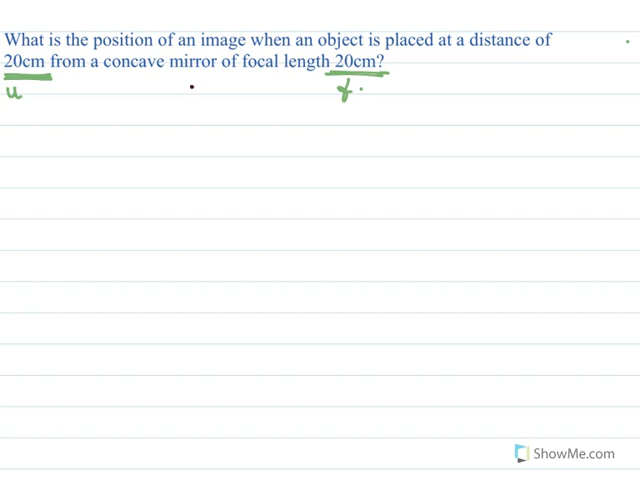 What is the position of an image when an object is placed at a distance of
20cm from a concave mirror of focal length 20cm?
u f
ShowMe.com